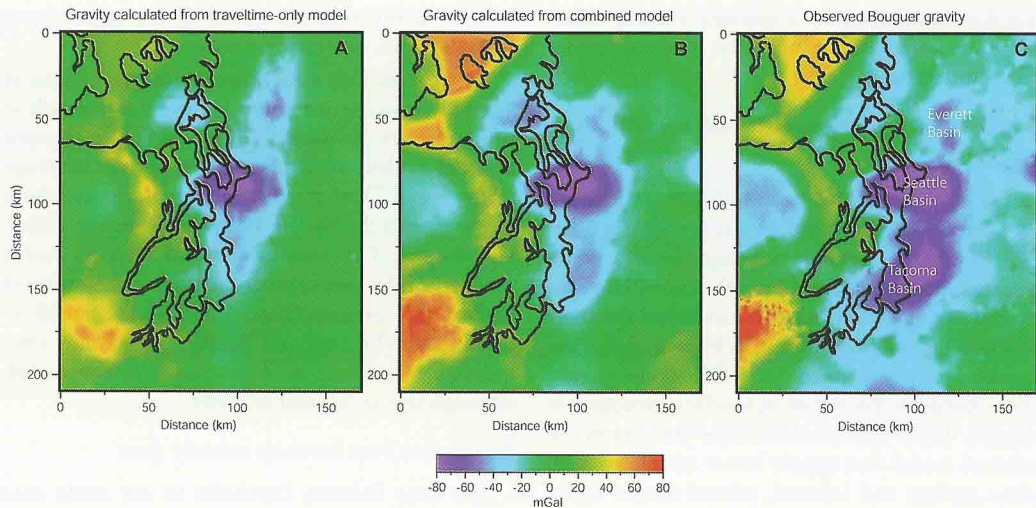 Gravity calculated from traveltime-only model
Gravity calculated from combined model
Observed Bouguer gravity
A
B
C
0
50
100
150
200
Distance (km)
0
50
100
150
Distance (km)
0
50
100
150
200
0
50
100
150
Distance (km)
0
50
100
150
200
0
50
100
150
Distance (km)
Everett
Basin
Seattle
Basin
Tacoma
Basin
-80 -60 -40 -20 0 20 40 60 80
mGal